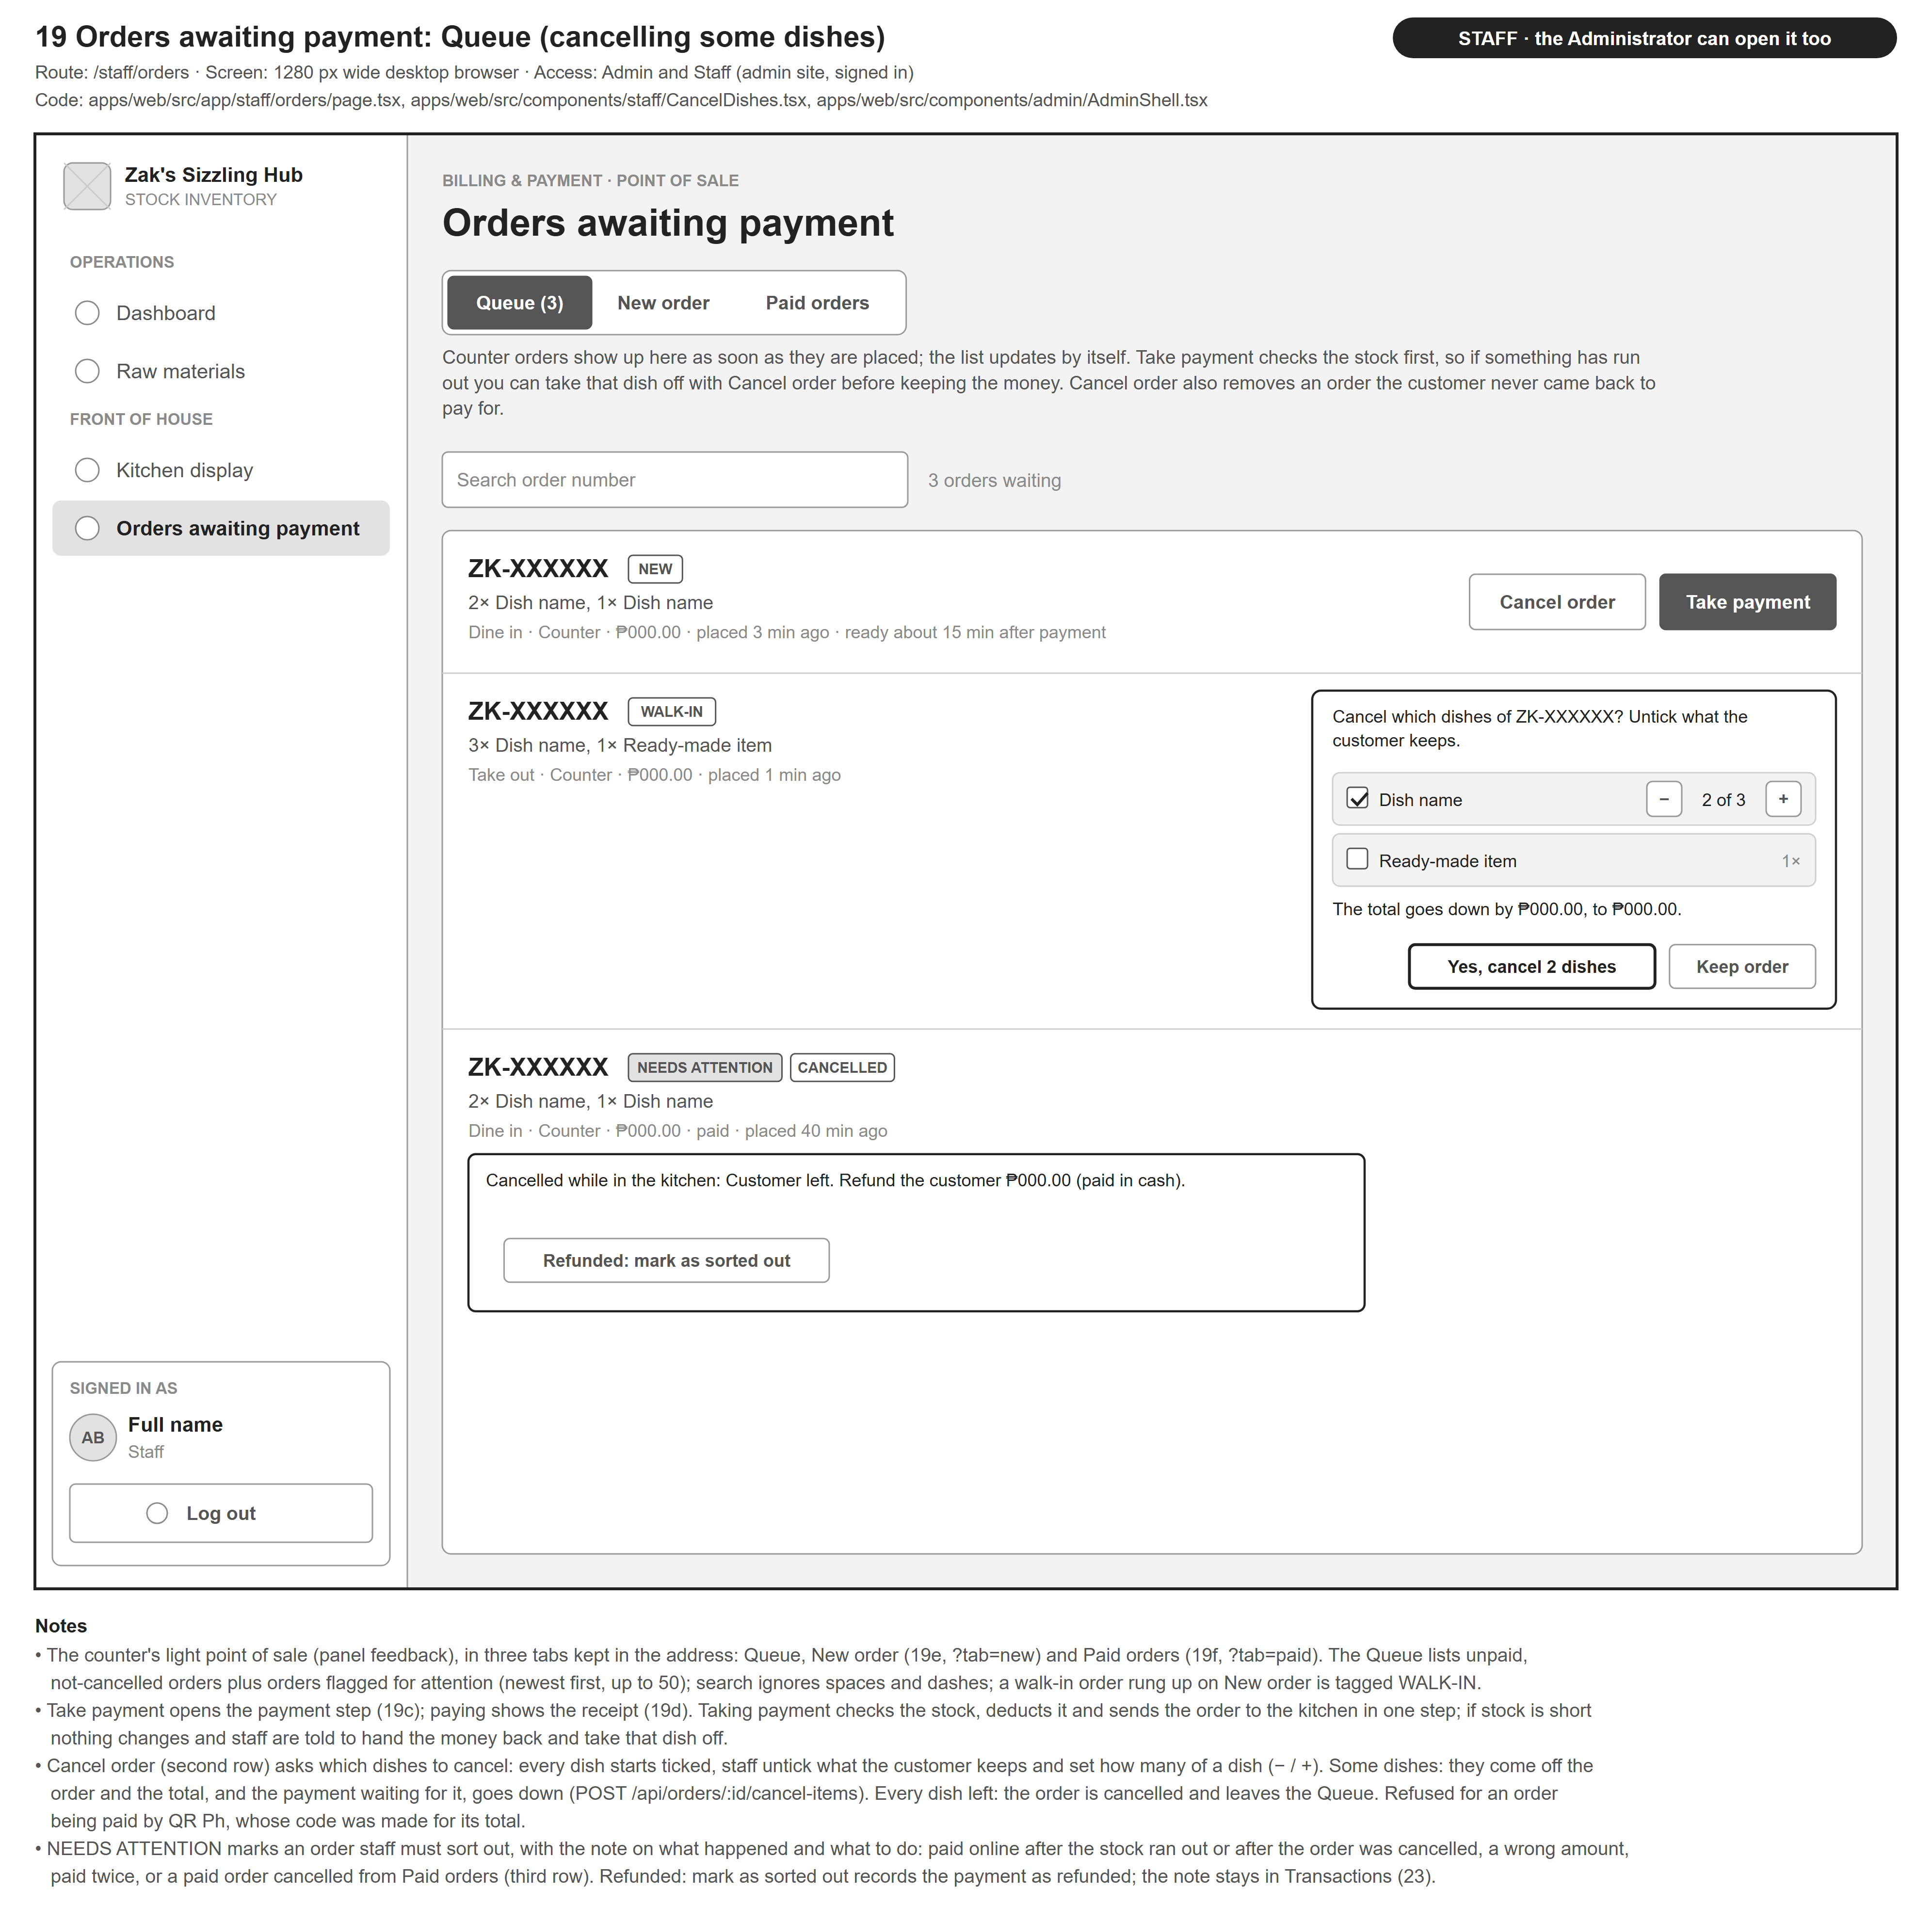 19 Orders awaiting payment: Queue (cancelling some dishes)
STAFF · the Administrator can open it too
Route: /staff/orders · Screen: 1280 px wide desktop browser · Access: Admin and Staff (admin site, signed in)
Code: apps/web/src/app/staff/orders/page.tsx, apps/web/src/components/staff/CancelDishes.tsx, apps/web/src/components/admin/AdminShell.tsx
Zak's Sizzling Hub
STOCK INVENTORY
OPERATIONS
Dashboard
Raw materials
FRONT OF HOUSE
Kitchen display
Orders awaiting payment
SIGNED IN AS
AB
Full name
Staff
Log out
BILLING & PAYMENT · POINT OF SALE
Orders awaiting payment
Queue (3)
New order
Paid orders
Counter orders show up here as soon as they are placed; the list updates by itself. Take payment checks the stock first, so if something has run
out you can take that dish off with Cancel order before keeping the money. Cancel order also removes an order the customer never came back to
pay for.
Search order number
3 orders waiting
ZK-XXXXXX
NEW
2× Dish name, 1× Dish name
Dine in · Counter · ₱000.00 · placed 3 min ago · ready about 15 min after payment
Cancel order
Take payment
ZK-XXXXXX
WALK-IN
3× Dish name, 1× Ready-made item
Take out · Counter · ₱000.00 · placed 1 min ago
Cancel which dishes of ZK-XXXXXX? Untick what the
customer keeps.
Dish name
−
2 of 3
+
Ready-made item
1×
The total goes down by ₱000.00, to ₱000.00.
Yes, cancel 2 dishes
Keep order
ZK-XXXXXX
NEEDS ATTENTION
CANCELLED
2× Dish name, 1× Dish name
Dine in · Counter · ₱000.00 · paid · placed 40 min ago
Cancelled while in the kitchen: Customer left. Refund the customer ₱000.00 (paid in cash).
Refunded: mark as sorted out
Notes
• The counter's light point of sale (panel feedback), in three tabs kept in the address: Queue, New order (19e, ?tab=new) and Paid orders (19f, ?tab=paid). The Queue lists unpaid,
not-cancelled orders plus orders flagged for attention (newest first, up to 50); search ignores spaces and dashes; a walk-in order rung up on New order is tagged WALK-IN.
• Take payment opens the payment step (19c); paying shows the receipt (19d). Taking payment checks the stock, deducts it and sends the order to the kitchen in one step; if stock is short
nothing changes and staff are told to hand the money back and take that dish off.
• Cancel order (second row) asks which dishes to cancel: every dish starts ticked, staff untick what the customer keeps and set how many of a dish (− / +). Some dishes: they come off the
order and the total, and the payment waiting for it, goes down (POST /api/orders/:id/cancel-items). Every dish left: the order is cancelled and leaves the Queue. Refused for an order
being paid by QR Ph, whose code was made for its total.
• NEEDS ATTENTION marks an order staff must sort out, with the note on what happened and what to do: paid online after the stock ran out or after the order was cancelled, a wrong amount,
paid twice, or a paid order cancelled from Paid orders (third row). Refunded: mark as sorted out records the payment as refunded; the note stays in Transactions (23).